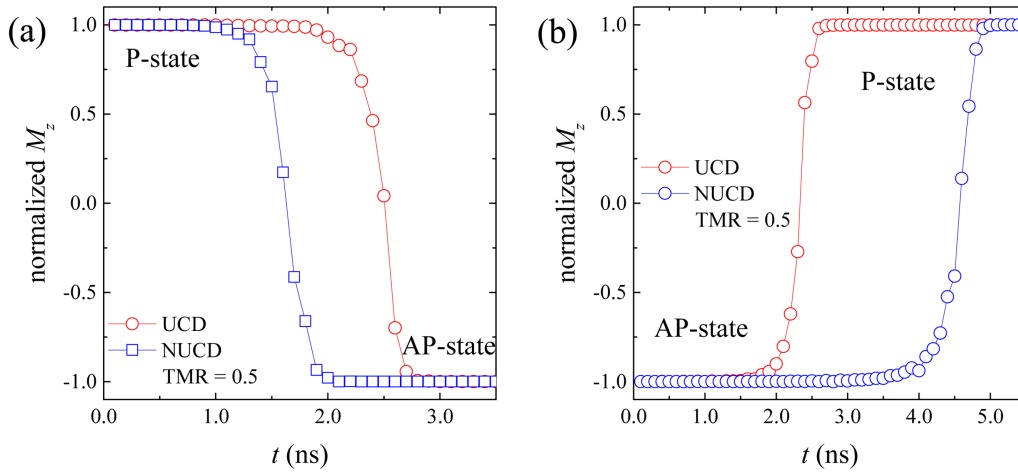 (a)
1.0
0.5
0.0
-0.5
-1.0
normalized M_z
P-state
UCD
NUCD
TMR = 0.5
AP-state
0.0 1.0 2.0 3.0
t (ns)
(b)
1.0
0.5
0.0
-0.5
-1.0
normalized M_z
P-state
UCD
NUCD
TMR = 0.5
AP-state
0.0 1.0 2.0 3.0 4.0 5.0
t (ns)